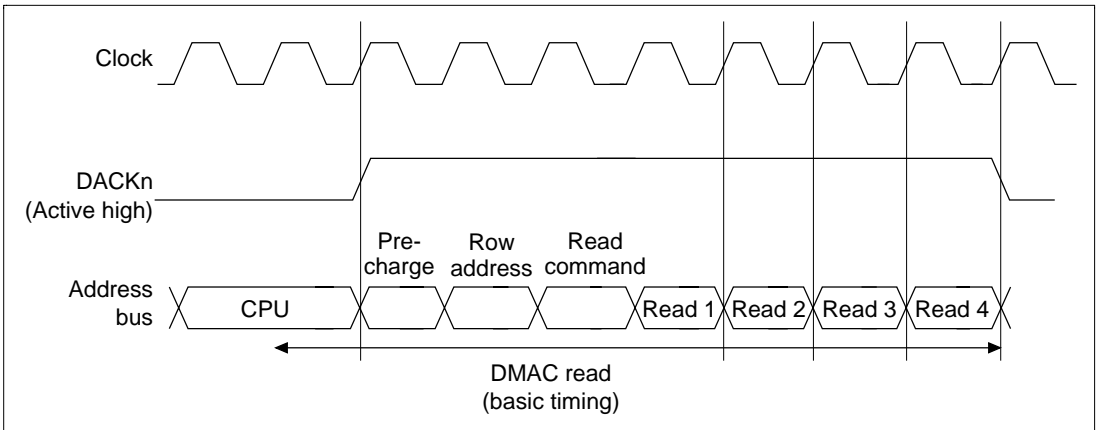 Clock
DACKn
(Active high)
Pre-
charge
Row
address
Read
command
Address
bus
CPU
Read 1
Read 2
Read 3
Read 4
DMAC read
(basic timing)